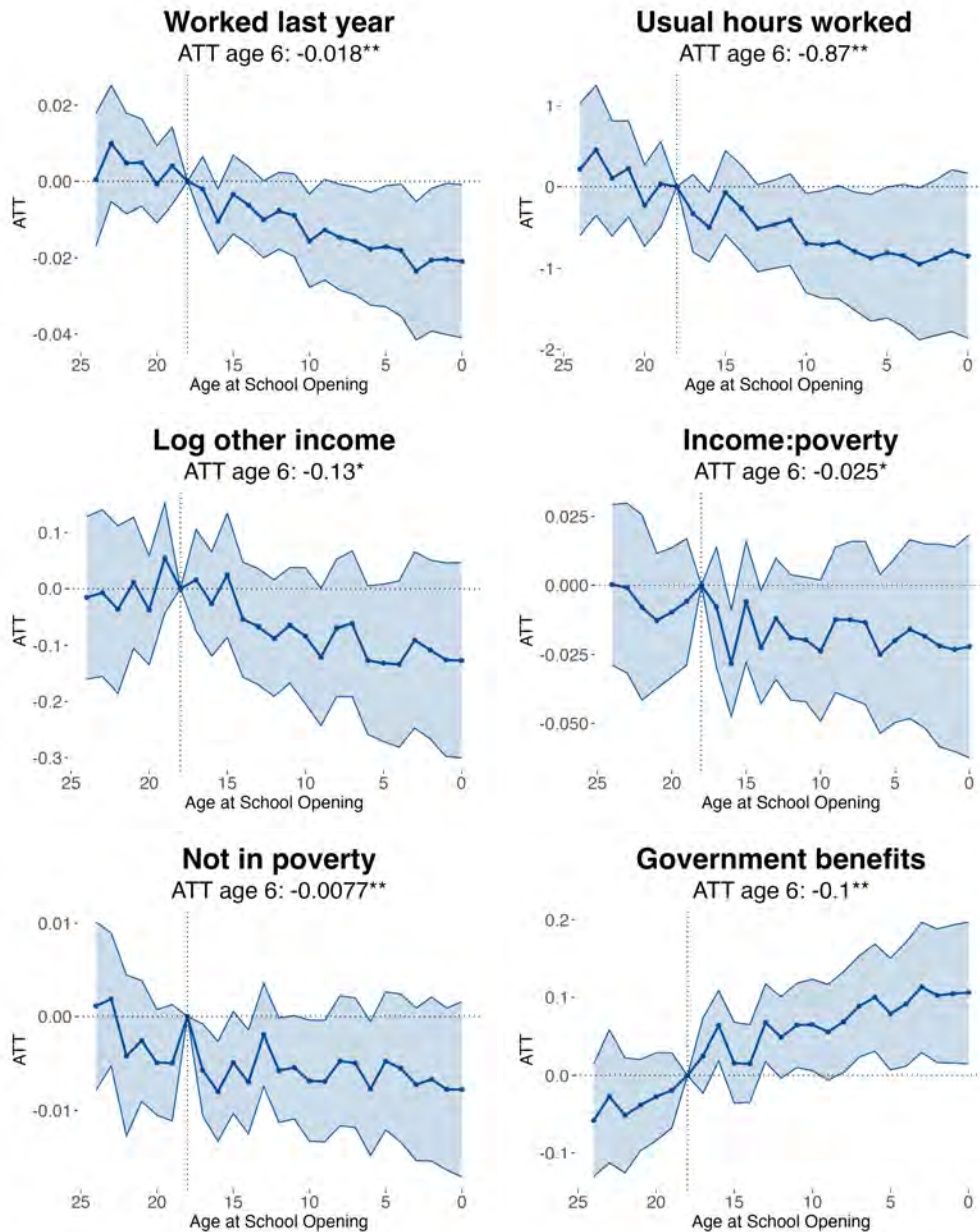 Worked last year
ATT age 6: -0.018**
0.02
0.00
-0.02
-0.04
ATT
25 20 15 10 5 0
Age at School Opening
Usual hours worked
ATT age 6: -0.87**
1
0
-1
-2
ATT
25 20 15 10 5 0
Age at School Opening
Log other income
ATT age 6: -0.13*
0.1
0.0
-0.1
-0.2
-0.3
ATT
25 20 15 10 5 0
Age at School Opening
Income:poverty
ATT age 6: -0.025*
0.025
0.000
-0.025
-0.050
ATT
25 20 15 10 5 0
Age at School Opening
Not in poverty
ATT age 6: -0.0077**
0.01
0.00
-0.01
ATT
25 20 15 10 5 0
Age at School Opening
Government benefits
ATT age 6: -0.1**
0.2
0.1
0.0
-0.1
ATT
25 20 15 10 5 0
Age at School Opening